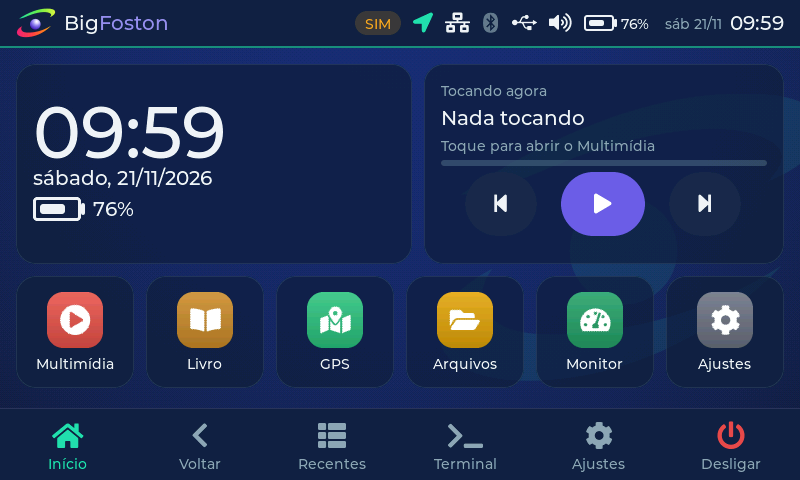 BigFoston
SIM
76%
sáb 21/11
09:59
09:59
sábado, 21/11/2026
76%
Tocando agora
Nada tocando
Toque para abrir o Multimídia
Multimídia
Livro
GPS
Arquivos
Monitor
Ajustes
Início
Voltar
Recentes
Terminal
Ajustes
Desligar